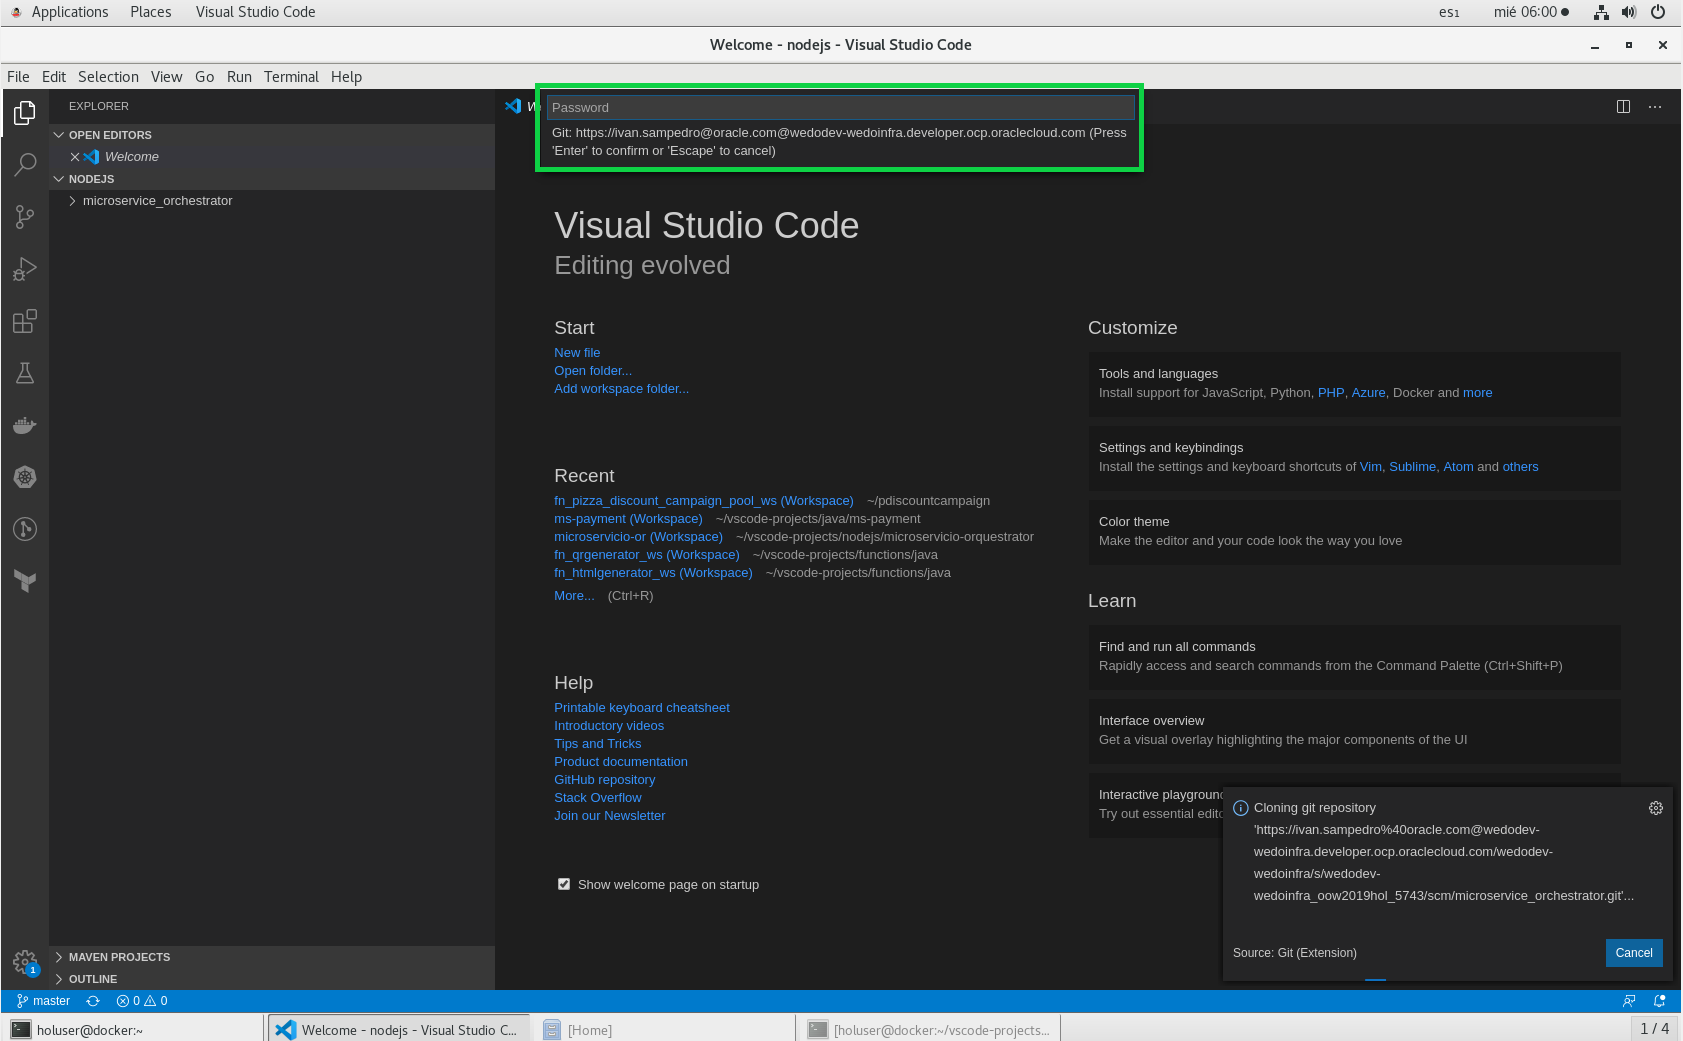 Applications Places Visual Studio Code es1 mié 06:00
Welcome - nodejs - Visual Studio Code
File Edit Selection View Go Run Terminal Help
EXPLORER
OPEN EDITORS
Welcome
NODEJS
microservice_orchestrator
MAVEN PROJECTS
OUTLINE
W
Password
Git: https://ivan.sampedro@oracle.com@wedodev-wedoinfra.developer.ocp.oraclecloud.com (Press
'Enter' to confirm or 'Escape' to cancel)
Visual Studio Code
Editing evolved
Start
New file
Open folder...
Add workspace folder...
Recent
fn_pizza_discount_campaign_pool_ws (Workspace) ~/pdiscountcampaign
ms-payment (Workspace) ~/vscode-projects/java/ms-payment
microservicio-or (Workspace) ~/vscode-projects/nodejs/microservicio-orquestrator
fn_qrgenerator_ws (Workspace) ~/vscode-projects/functions/java
fn_htmlgenerator_ws (Workspace) ~/vscode-projects/functions/java
More... (Ctrl+R)
Help
Printable keyboard cheatsheet
Introductory videos
Tips and Tricks
Product documentation
GitHub repository
Stack Overflow
Join our Newsletter
Show welcome page on startup
Customize
Tools and languages
Install support for JavaScript, Python, PHP, Azure, Docker and more
Settings and keybindings
Install the settings and keyboard shortcuts of Vim, Sublime, Atom and others
Color theme
Make the editor and your code look the way you love
Learn
Find and run all commands
Rapidly access and search commands from the Command Palette (Ctrl+Shift+P)
Interface overview
Get a visual overlay highlighting the major components of the UI
Interactive playground
Try out essential edito
Cloning git repository
'https://ivan.sampedro%40oracle.com@wedodev-
wedoinfra.developer.ocp.oraclecloud.com/wedodev-
wedoinfra/s/wedodev-
wedoinfra_oow2019hol_5743/scm/microservice_orchestrator.git'...
Source: Git (Extension) Cancel
1
master 0 0
holuser@docker:~ Welcome - nodejs - Visual Studio C... [Home] [holuser@docker:~/vscode-projects... 1 / 4